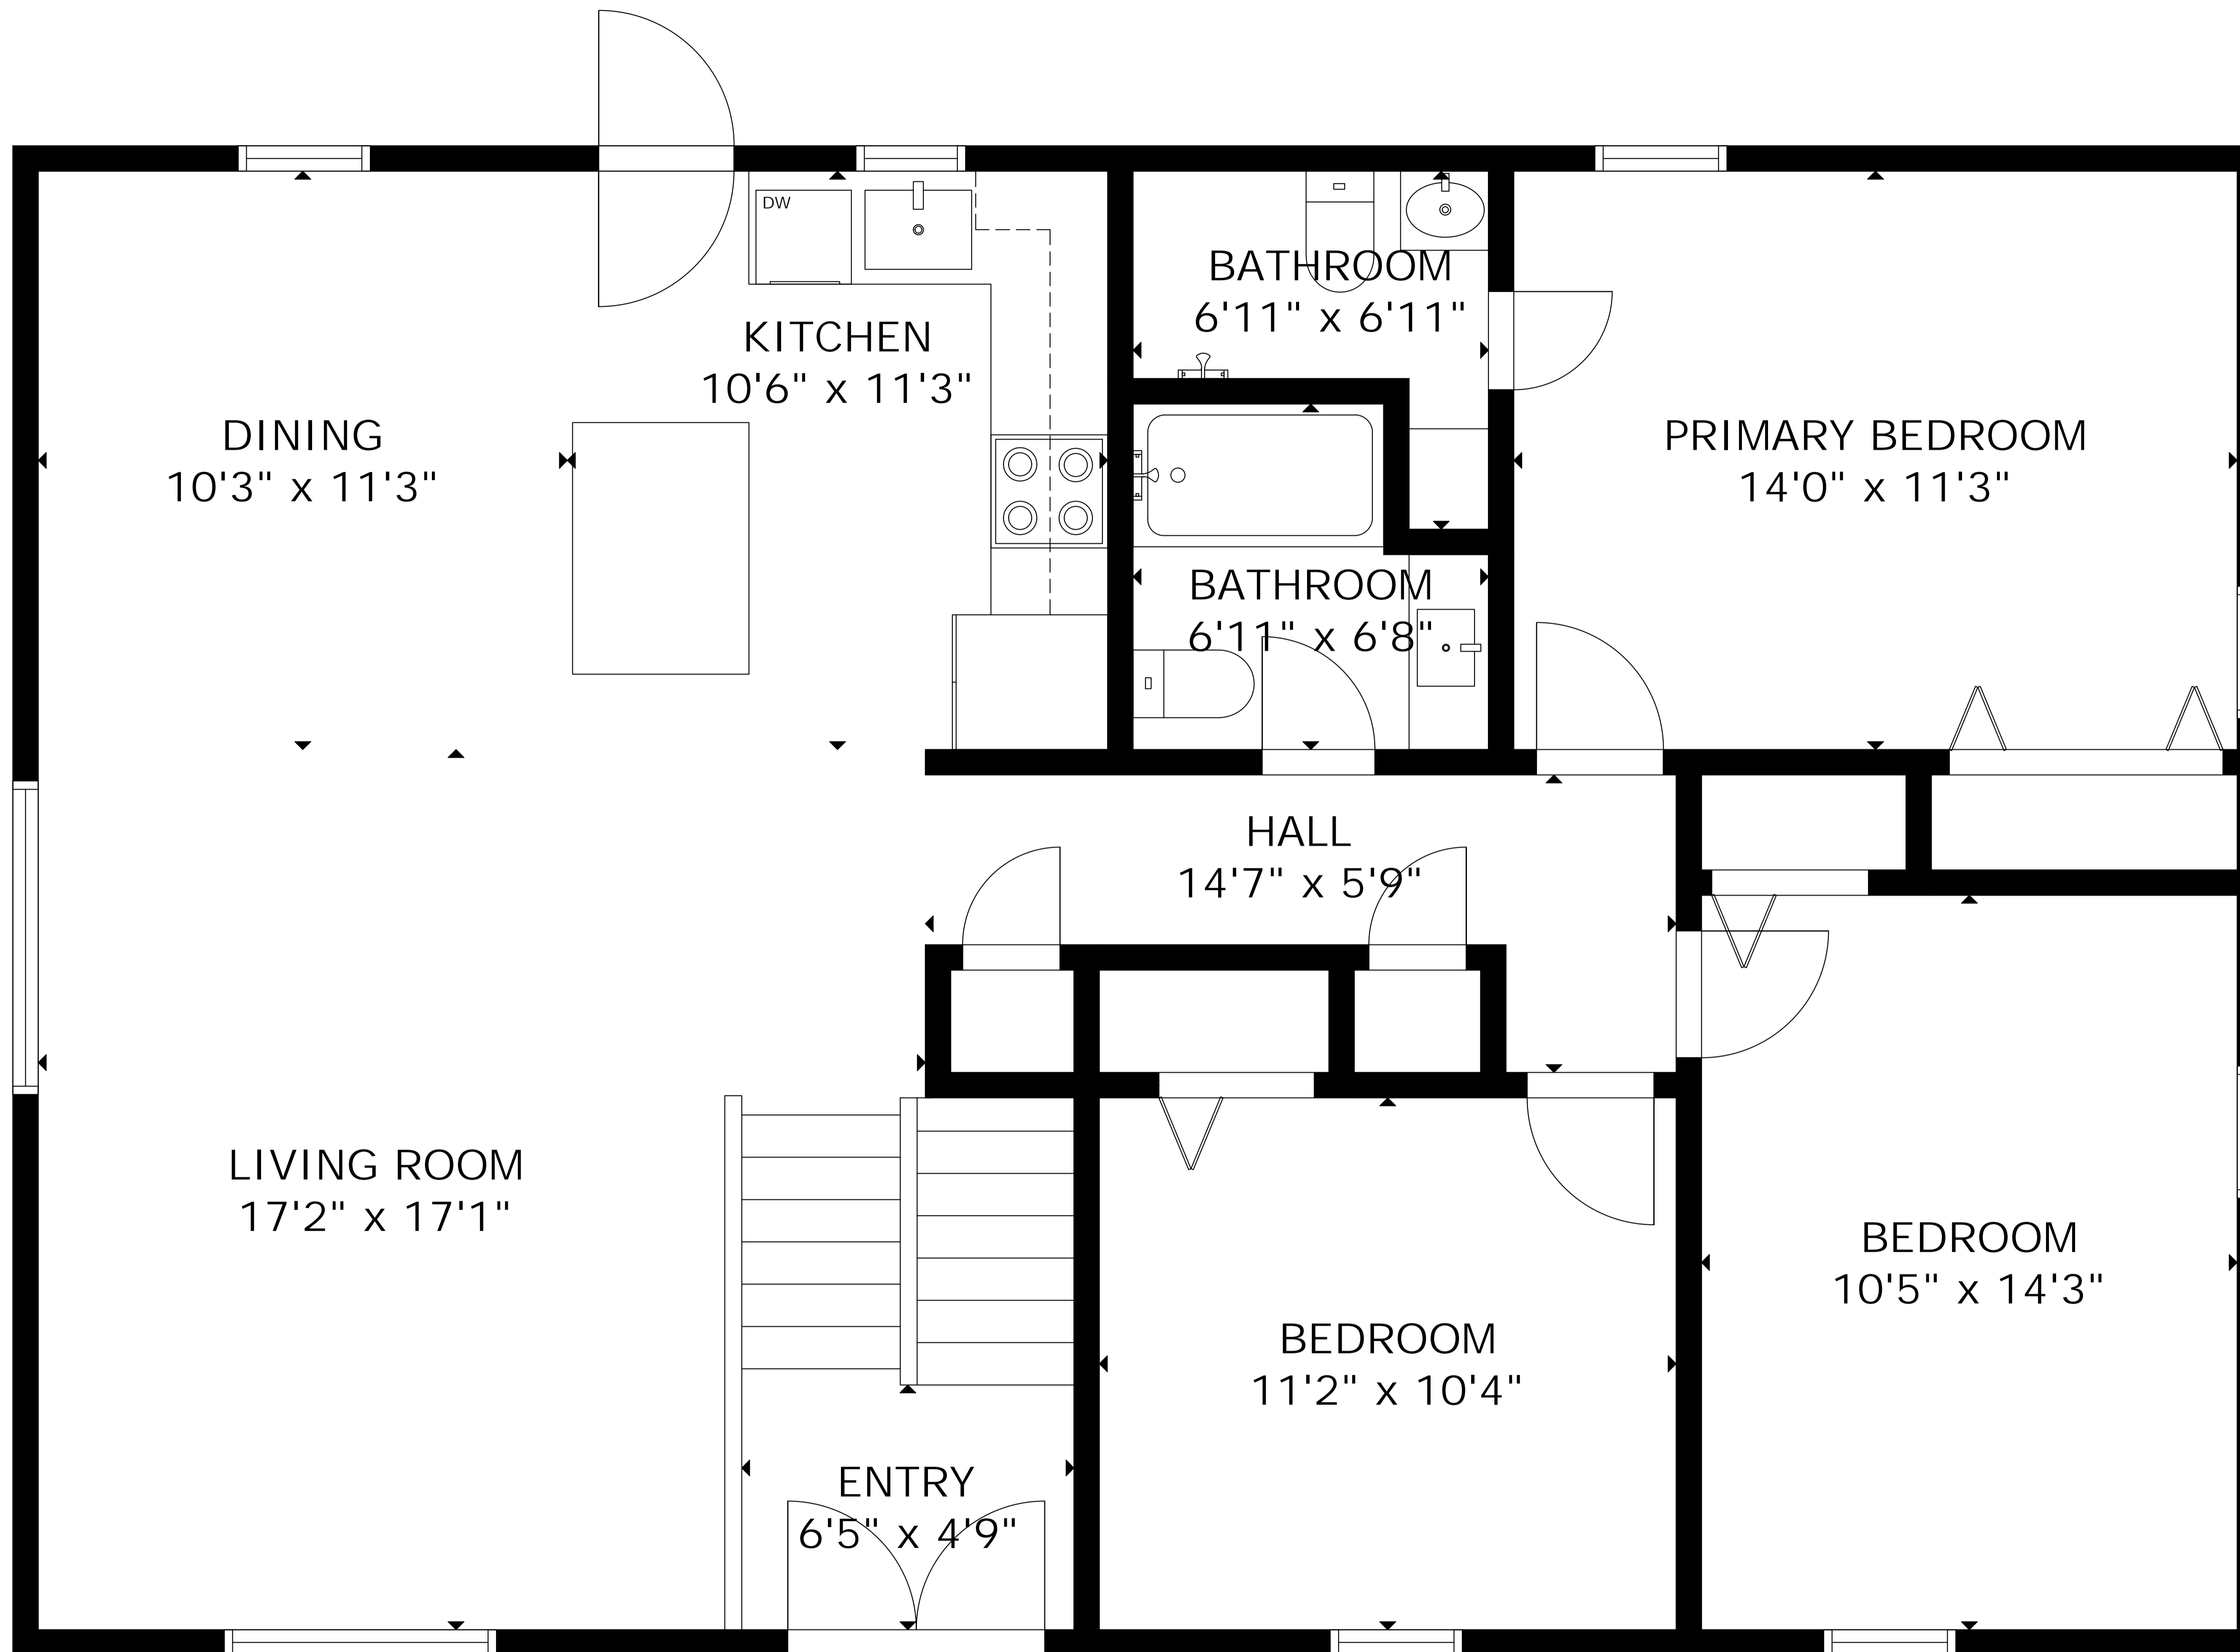 DW
BATHROOM
6'11" x 6'11"
KITCHEN
10'6" x 11'3"
DINING
10'3" x 11'3"
PRIMARY BEDROOM
14'0" x 11'3"
BATHROOM
6'11" x 6'8"
HALL
14'7" x 5'9"
LIVING ROOM
17'2" x 17'1"
BEDROOM
10'5" x 14'3"
BEDROOM
11'2" x 10'4"
ENTRY
6'5" x 4'9"